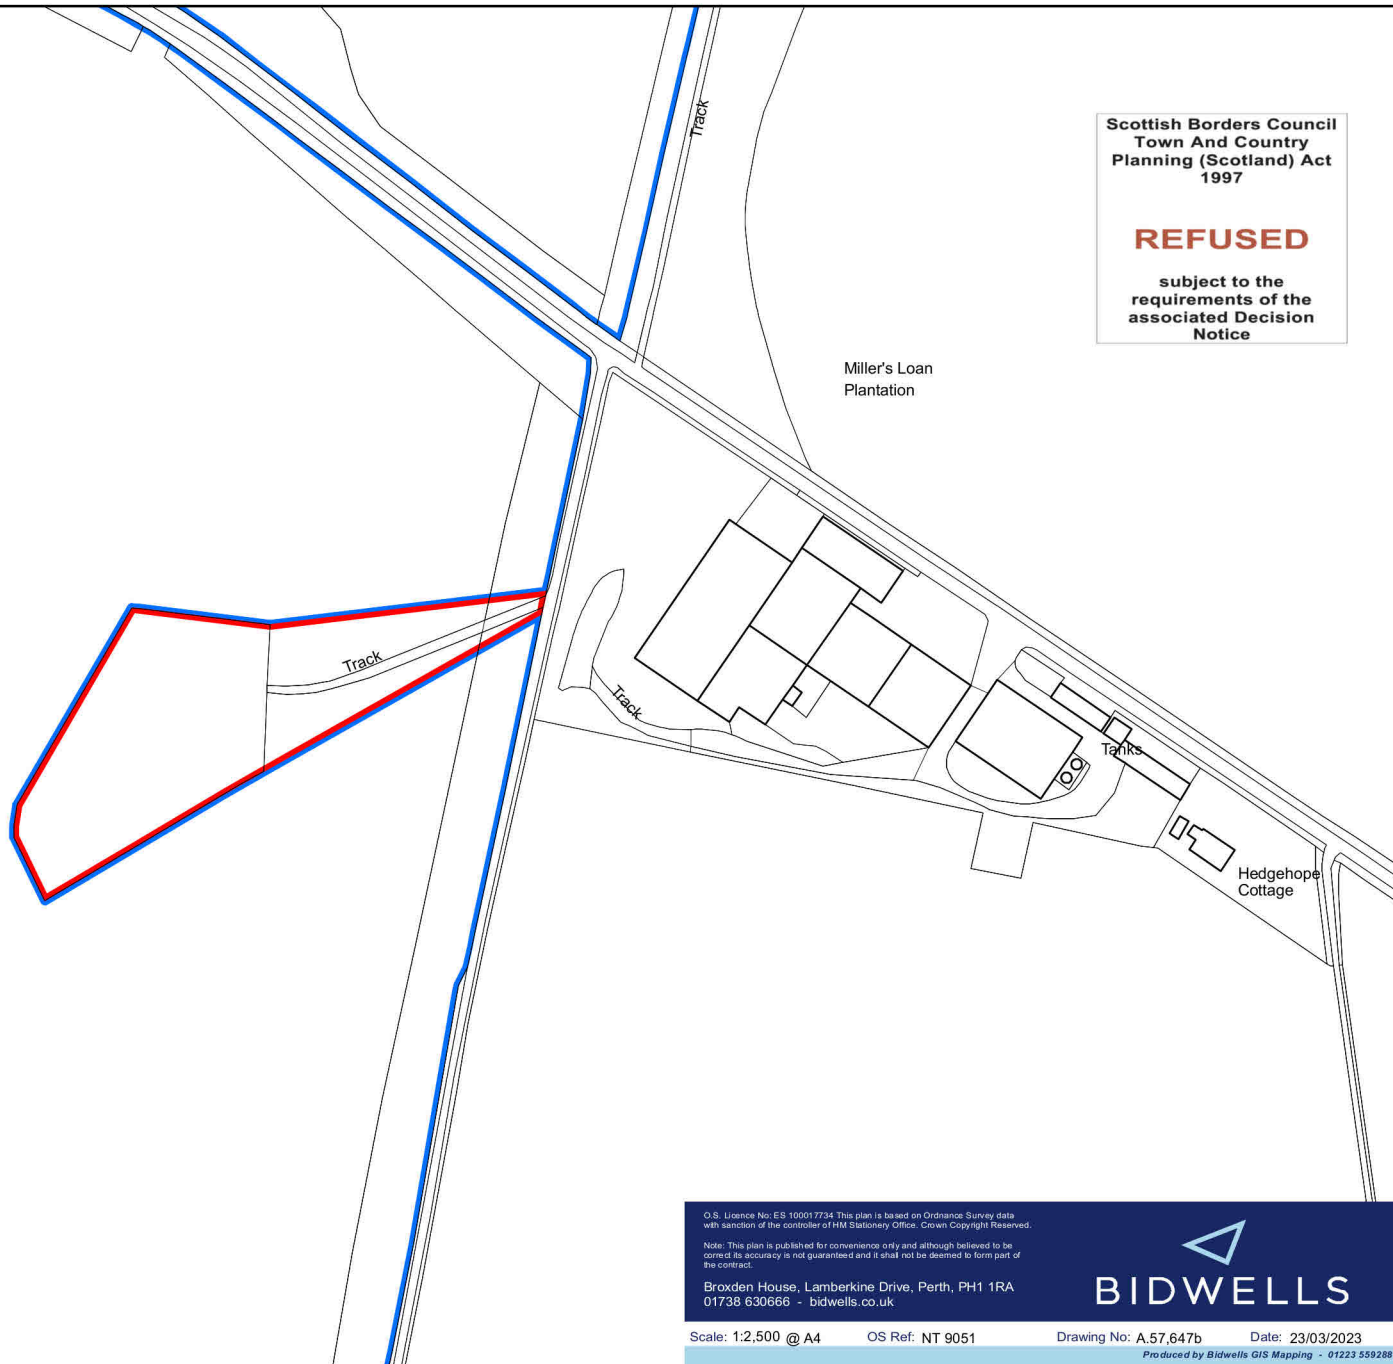 Track
Scottish Borders Council
Town And Country
Planning (Scotland) Act
1997
REFUSED
subject to the
requirements of the
associated Decision
Notice
Miller's Loan
Plantation
Track
Track
Tanks
Hedgehope
Cottage
O.S. Licence No: ES 100017734 This plan is based on Ordnance Survey data
with sanction of the controller of HM Stationery Office. Crown Copyright Reserved.
Note: This plan is published for convenience only and although believed to be
correct its accuracy is not guaranteed and it shall not be deemed to form part of
the contract.
Broxden House, Lamberkine Drive, Perth, PH1 1RA
01738 630666 - bidwells.co.uk
BIDWELLS
Scale: 1:2,500 @ A4 OS Ref: NT 9051 Drawing No: A.57,647b Date: 23/03/2023
Produced by Bidwells GIS Mapping - 01223 559288